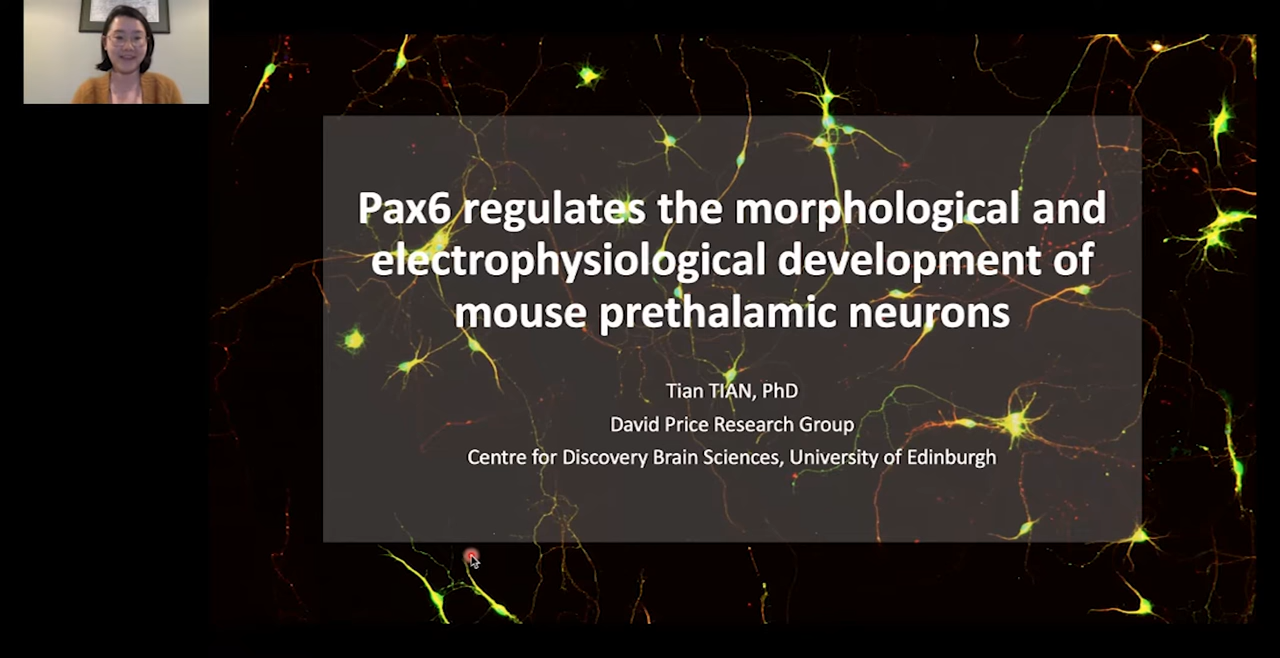 Pax6 regulates the morphological and
electrophysiological development of
mouse prethalamic neurons
Tian TIAN, PhD
David Price Research Group
Centre for Discovery Brain Sciences, University of Edinburgh